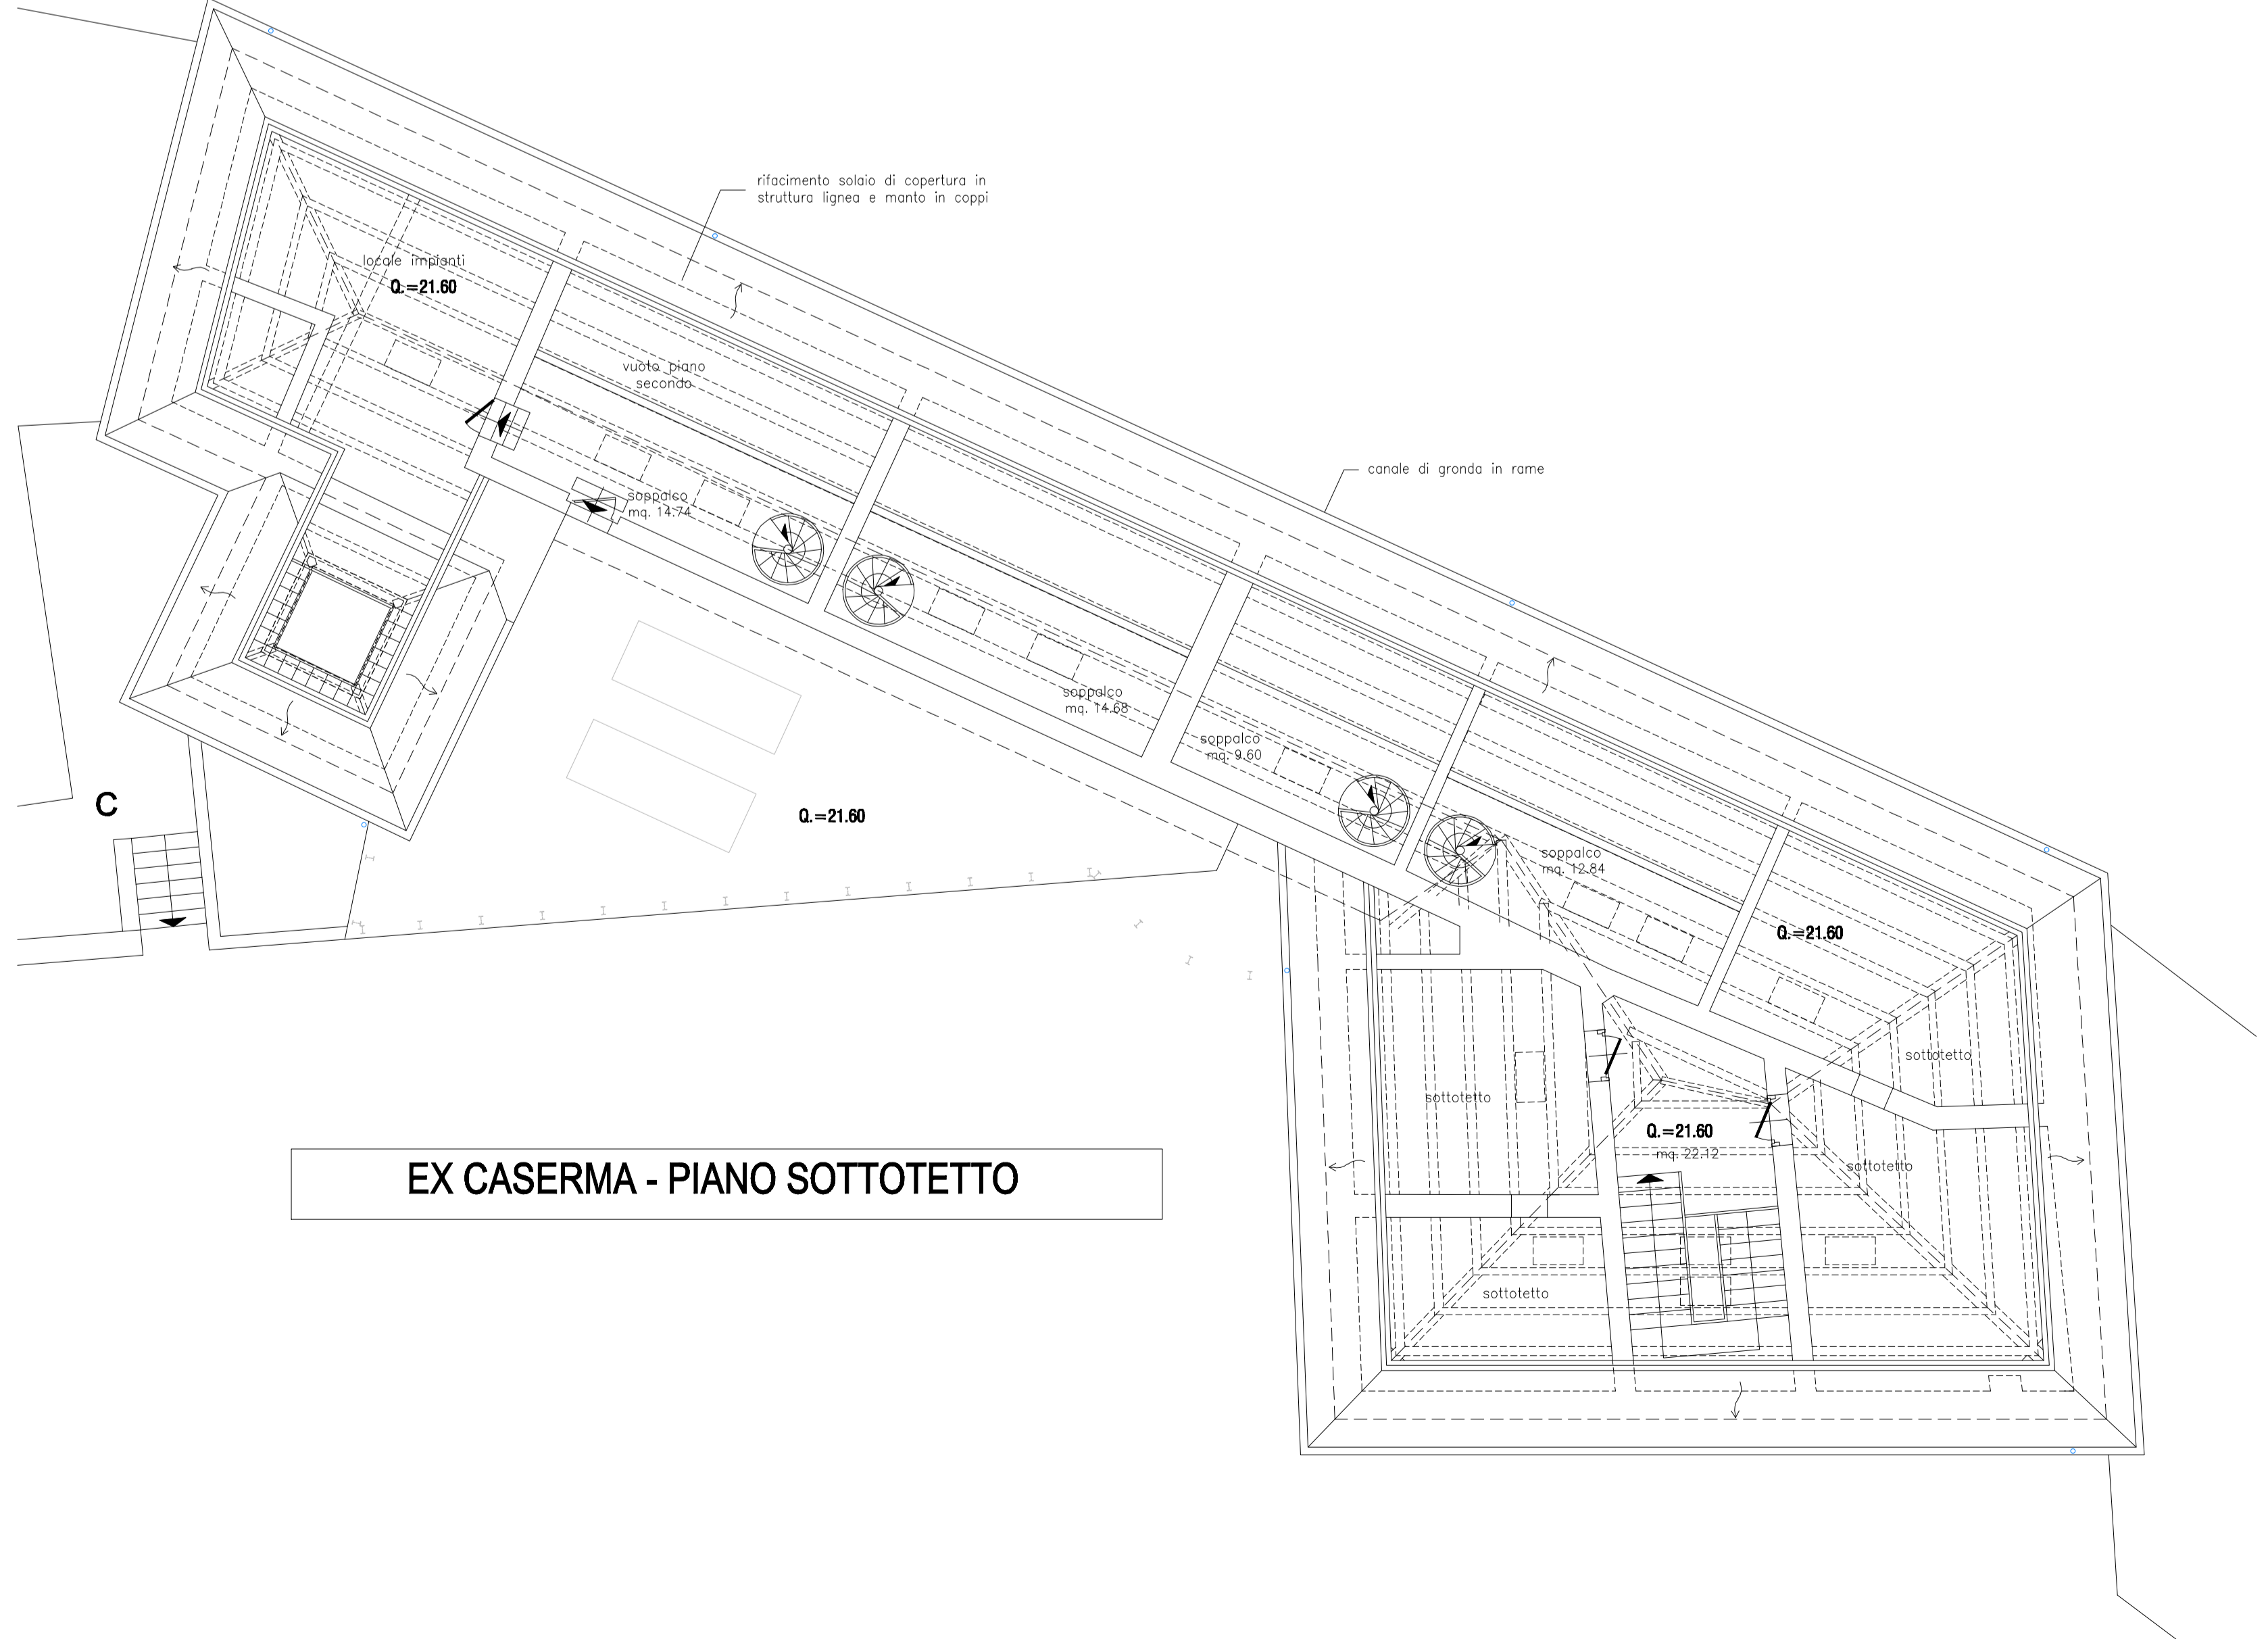 rifacimento solaio di copertura in
struttura lignea e manto in coppi
locale impianti
Q.=21.60
vuoto piano
secondo
canale di gronda in rame
soppalco
mq. 14.74
soppalco
mq. 14.68
soppalco
mq. 9.60
C
Q.=21.60
soppalco
mq. 12.84
Q.=21.60
sottotetto
sottotetto
Q.=21.60
mq. 22.12
sottotetto
EX CASERMA - PIANO SOTTOTETTO
sottotetto